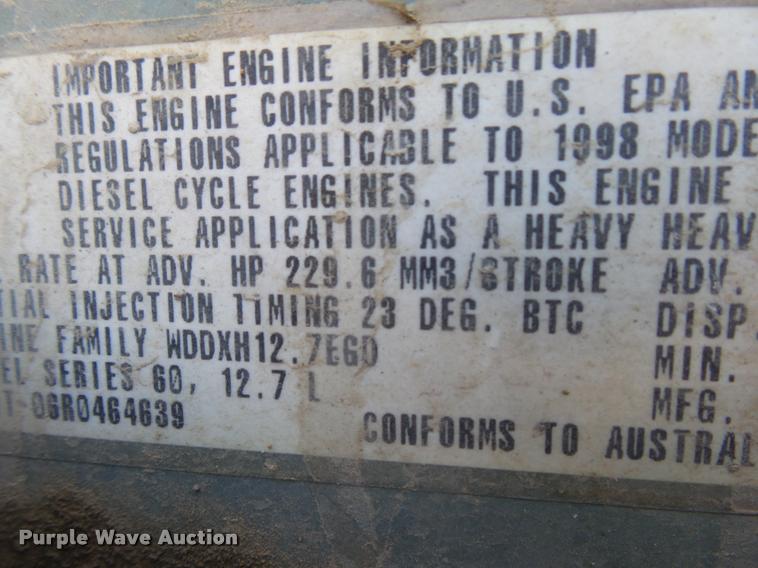 IMPORTANT ENGINE INFORMATION
THIS ENGINE CONFORMS TO U.S. EPA AN
REGULATIONS APPLICABLE TO 1998 MODE
DIESEL CYCLE ENGINES. THIS ENGINE
SERVICE APPLICATION AS A HEAVY HEAV
RATE AT ADV. HP 229.6 MM3/STROKE ADV.
TIAL INJECTION TIMING 23 DEG. BTC DISP.
INE FAMILY WDDXH12.7EGD MIN.
EL SERIES 60, 12.7 L MFG.
T-06R0464639 CONFORMS TO AUSTRAL
Purple Wave Auction